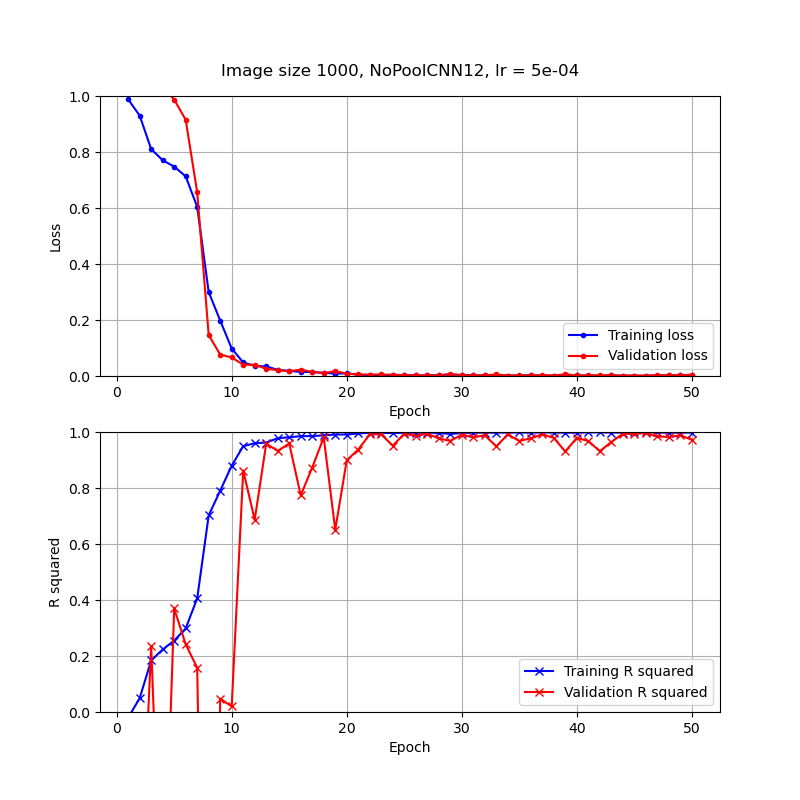 Image size 1000, NoPoolCNN12, lr = 5e-04
1.0
0.8
0.6
0.4
0.2
0.0
Loss
0 10 20 30 40 50
Epoch
Training loss
Validation loss
1.0
0.8
0.6
0.4
0.2
0.0
R squared
0 10 20 30 40 50
Epoch
Training R squared
Validation R squared